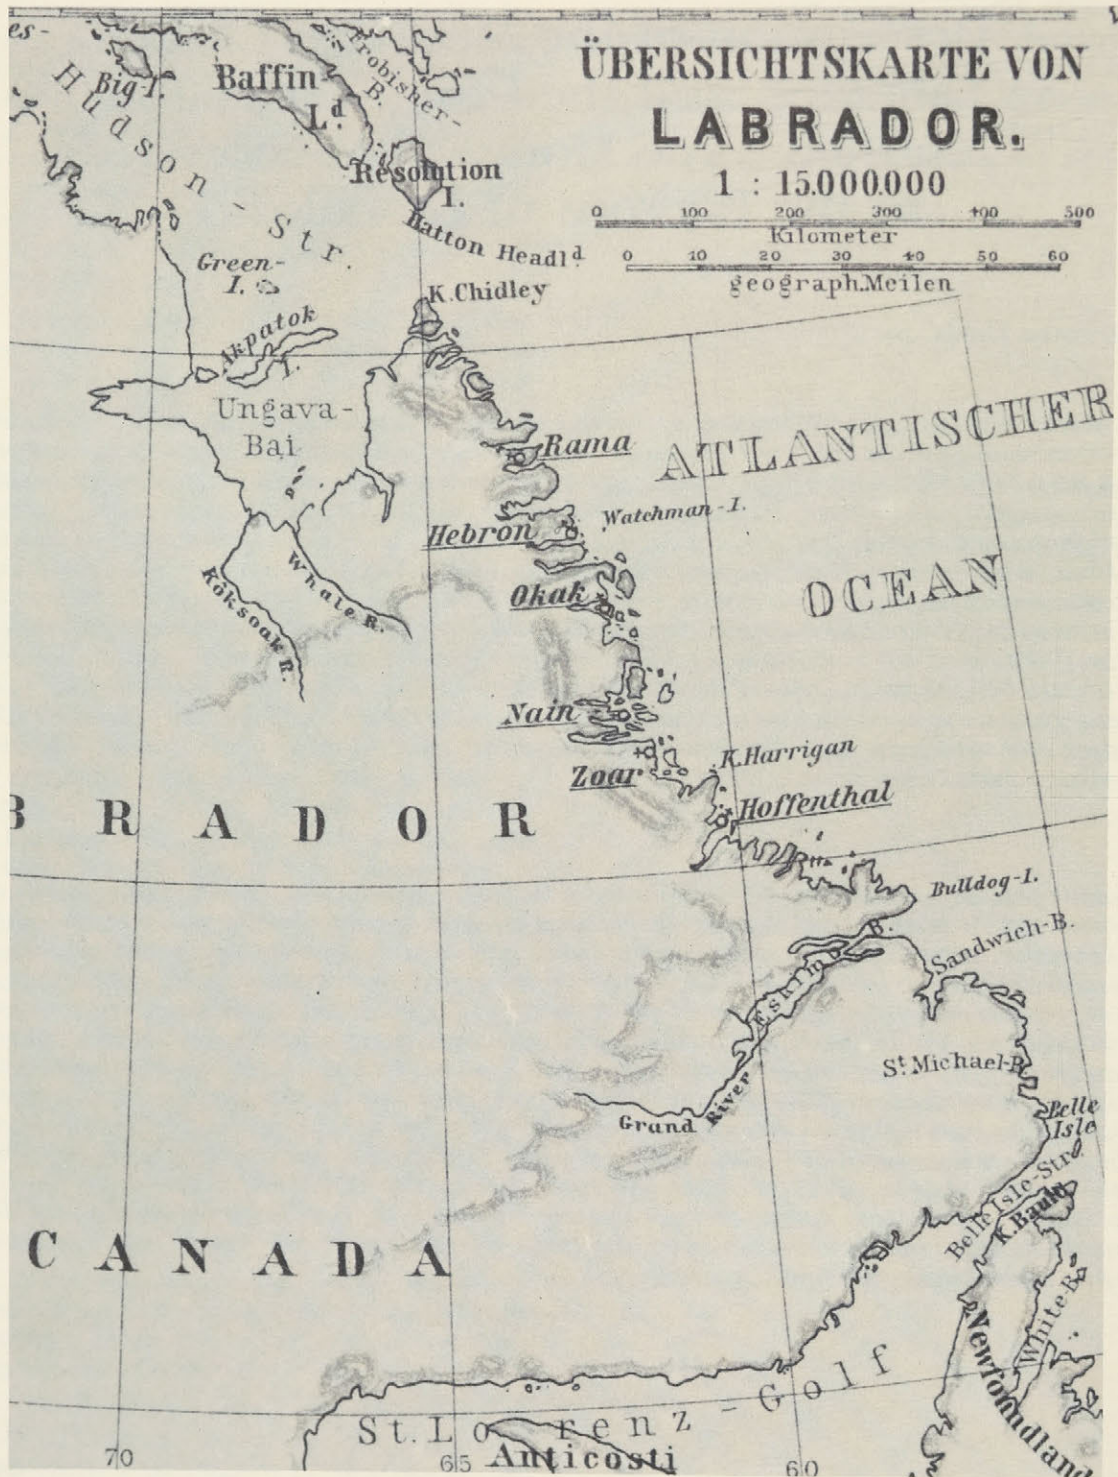 ÜBERSICHTSKARTE VON
LABRADOR.
1 : 15.000.000
0 100 200 300 400 500
Kilometer
0 10 20 30 40 50 60
geograph.Meilen
es-
Big-I.
Hudson-Str.
Baffin
Ld.
Frobisher-
B.
Resolution
I.
Hatton Headld.
Green-
I.
K.Chidley
Akpatok
I.
Ungava-
Bai
Rama
ATLANTISCHER
OCEAN
Watchman-I.
Hebron
Okak
Whale R.
Koksoak R.
Nain
Zoar
K.Harrigan
Hoffenthal
BRADOR
Bulldog-I.
Eskimo B.
Sandwich-B.
St.Michael-B.
Grand River
Belle
Isle
Belle Isle-Str.
K.Bauld
CANADA
White-B.
Newfoundland
St.Lorenz-Golf
Anticosti
70 65 60